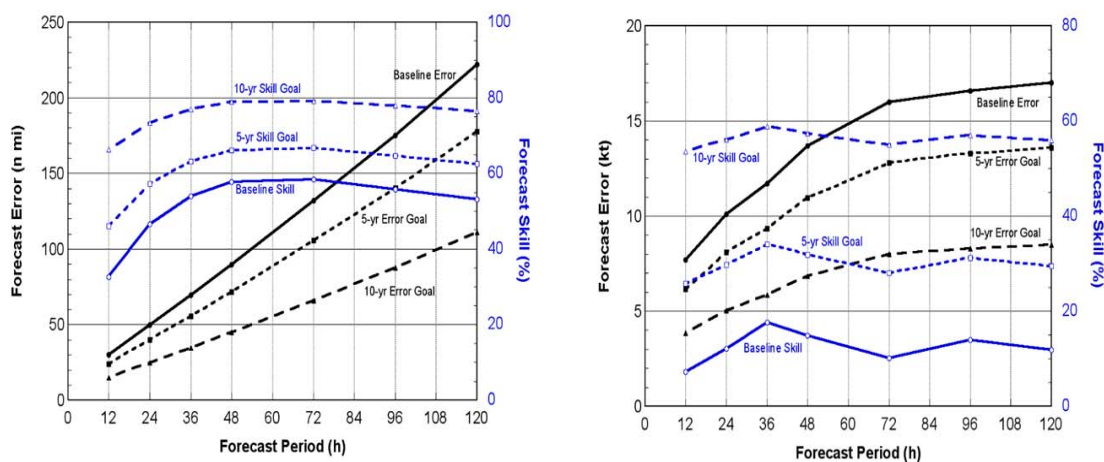 250
200
150
100
50
0
Forecast Error (n mi)
100
80
60
40
20
0
Forecast Skill (%)
Baseline Error
10-yr Skill Goal
5-yr Skill Goal
Baseline Skill
5-yr Error Goal
10-yr Error Goal
0 12 24 36 48 60 72 84 96 108 120
Forecast Period (h)
20
15
10
5
0
Forecast Error (kt)
80
60
40
20
0
Forecast Skill (%)
Baseline Error
10-yr Skill Goal
5-yr Error Goal
5-yr Skill Goal
10-yr Error Goal
Baseline Skill
0 12 24 36 48 60 72 84 96 108 120
Forecast Period (h)